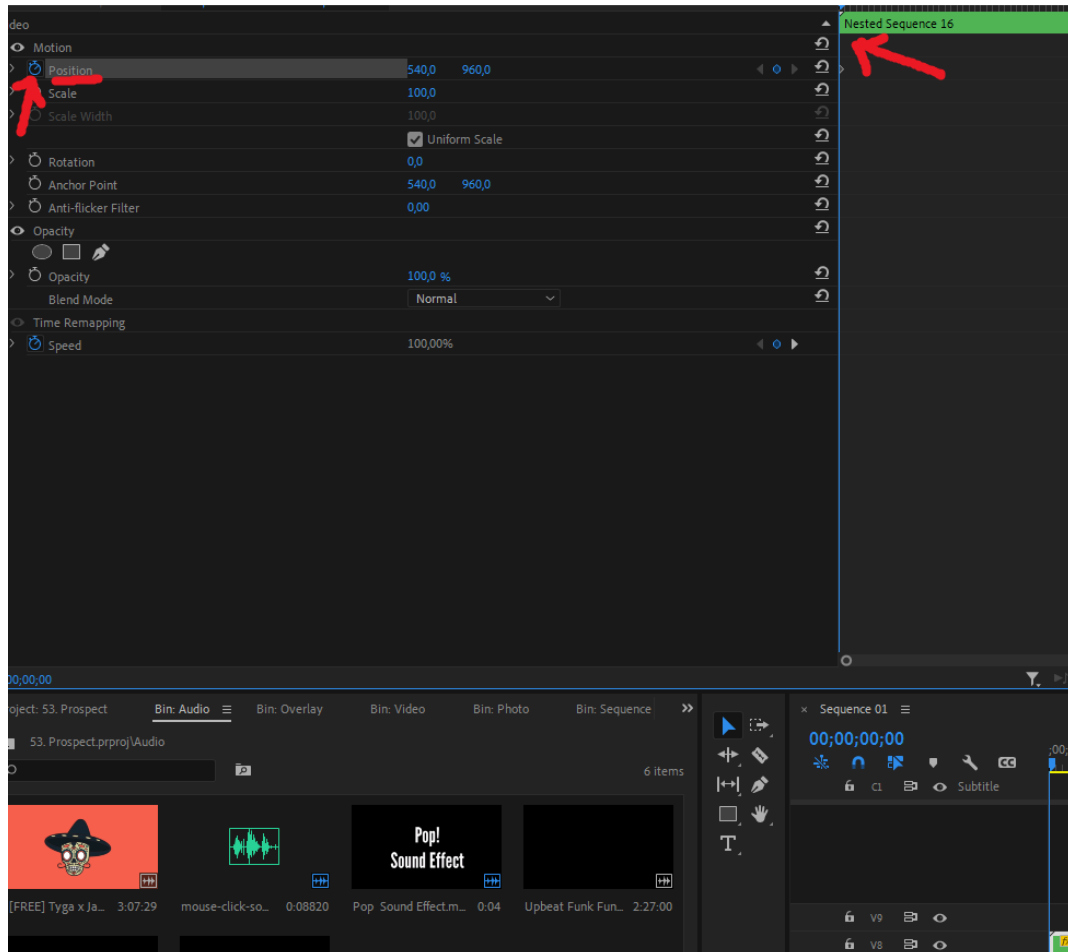 deo
Nested Sequence 16
Motion
Position 540,0 960,0
Scale 100,0
Scale Width 100,0
Uniform Scale
Rotation 0,0
Anchor Point 540,0 960,0
Anti-flicker Filter 0,00
Opacity
Opacity 100,0 %
Blend Mode Normal
Time Remapping
Speed 100,00%
00;00;00
roject: 53. Prospect Bin: Audio Bin: Overlay Bin: Video Bin: Photo Bin: Sequence
× Sequence 01
53. Prospect.prproj\Audio
00;00;00;00
;00;
6 items
CC
C1 Subtitle
T
Pop!
Sound Effect
[FREE] Tyga x Ja... 3:07:29 mouse-click-so... 0:08820 Pop Sound Effect.m... 0:04 Upbeat Funk Fun... 2:27:00
V9
V8